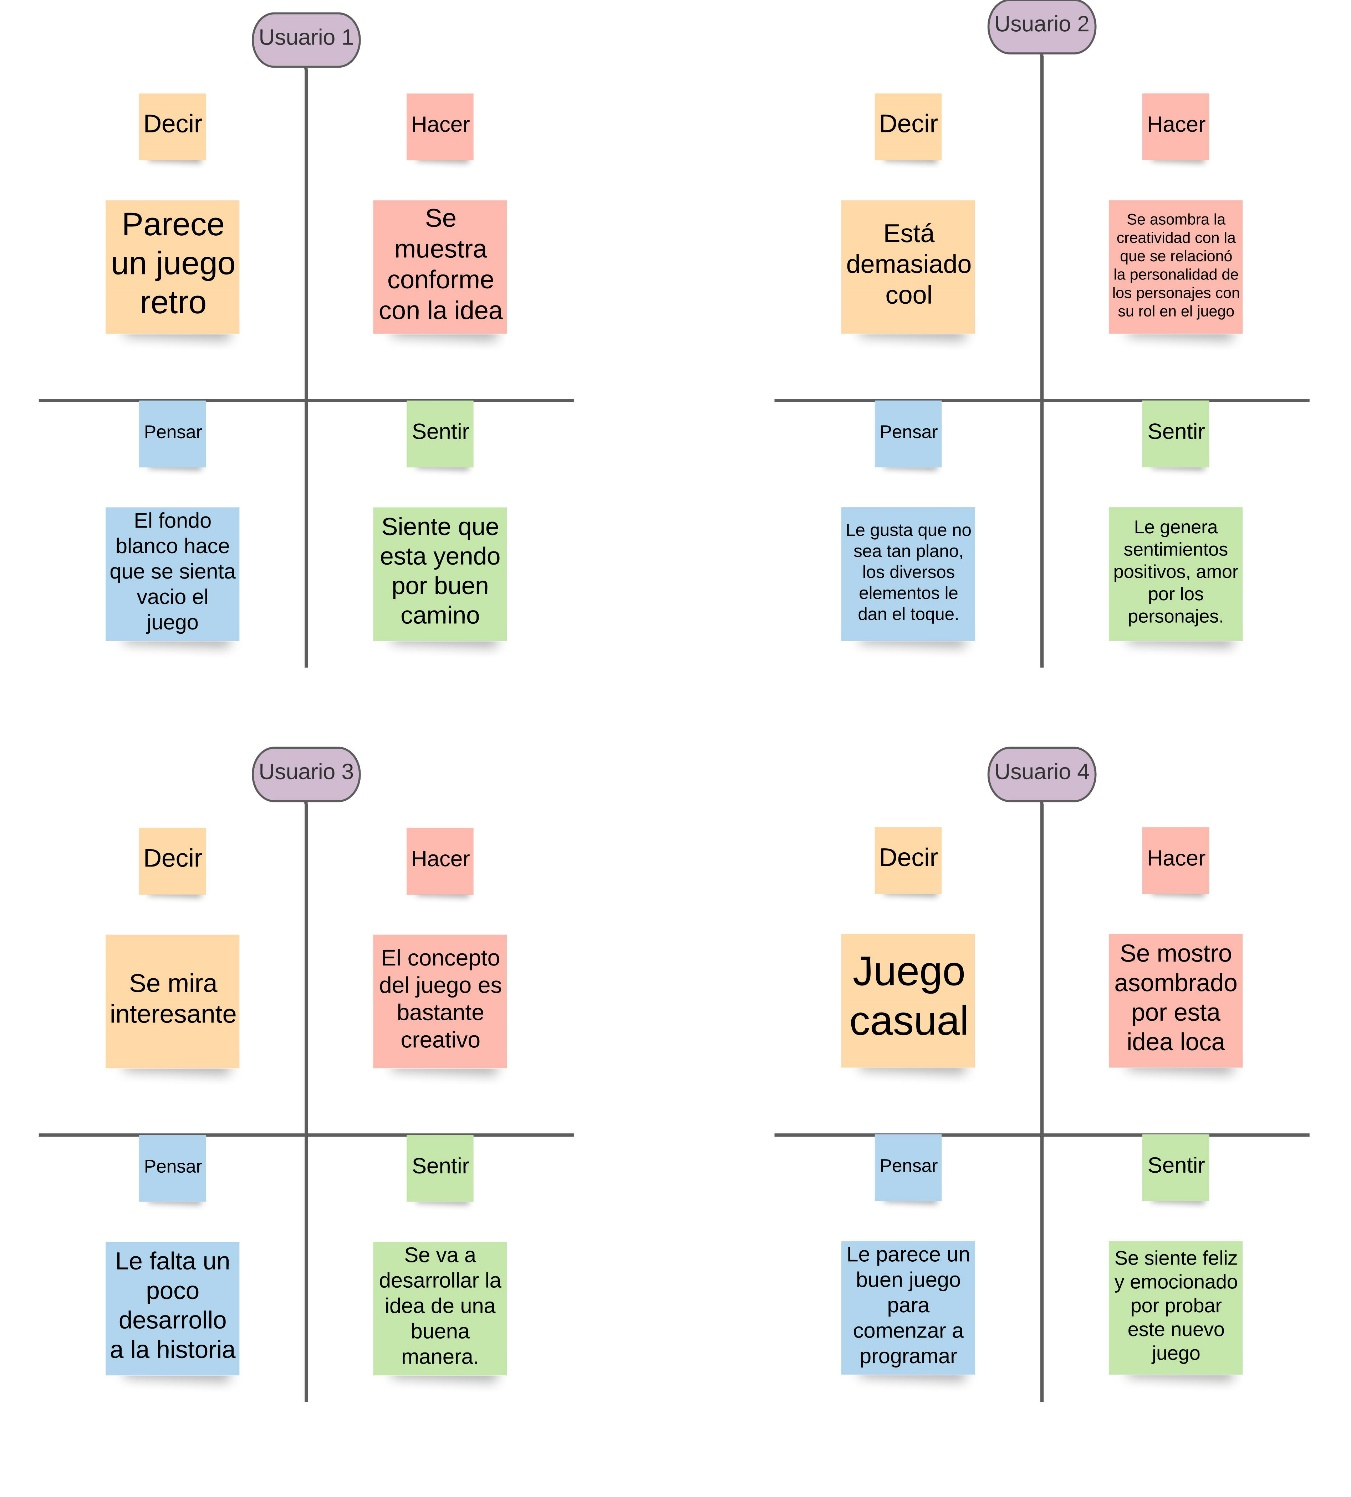 Usuario 1
Decir
Hacer
Parece
un juego
retro
Se
muestra
conforme
con la idea
Pensar
Sentir
El fondo
blanco hace
que se sienta
vacio el
juego
Siente que
esta yendo
por buen
camino
Usuario 2
Decir
Hacer
Está
demasiado
cool
Se asombra la
creatividad con la
que se relacionó
la personalidad de
los personajes con
su rol en el juego
Pensar
Sentir
Le gusta que no
sea tan plano,
los diversos
elementos le
dan el toque.
Le genera
sentimientos
positivos, amor
por los
personajes.
Usuario 3
Decir
Hacer
Se mira
interesante
El concepto
del juego es
bastante
creativo
Pensar
Sentir
Le falta un
poco
desarrollo
a la historia
Se va a
desarrollar la
idea de una
buena
manera.
Usuario 4
Decir
Hacer
Juego
casual
Se mostro
asombrado
por esta
idea loca
Pensar
Sentir
Le parece un
buen juego
para
comenzar a
programar
Se siente feliz
y emocionado
por probar
este nuevo
juego